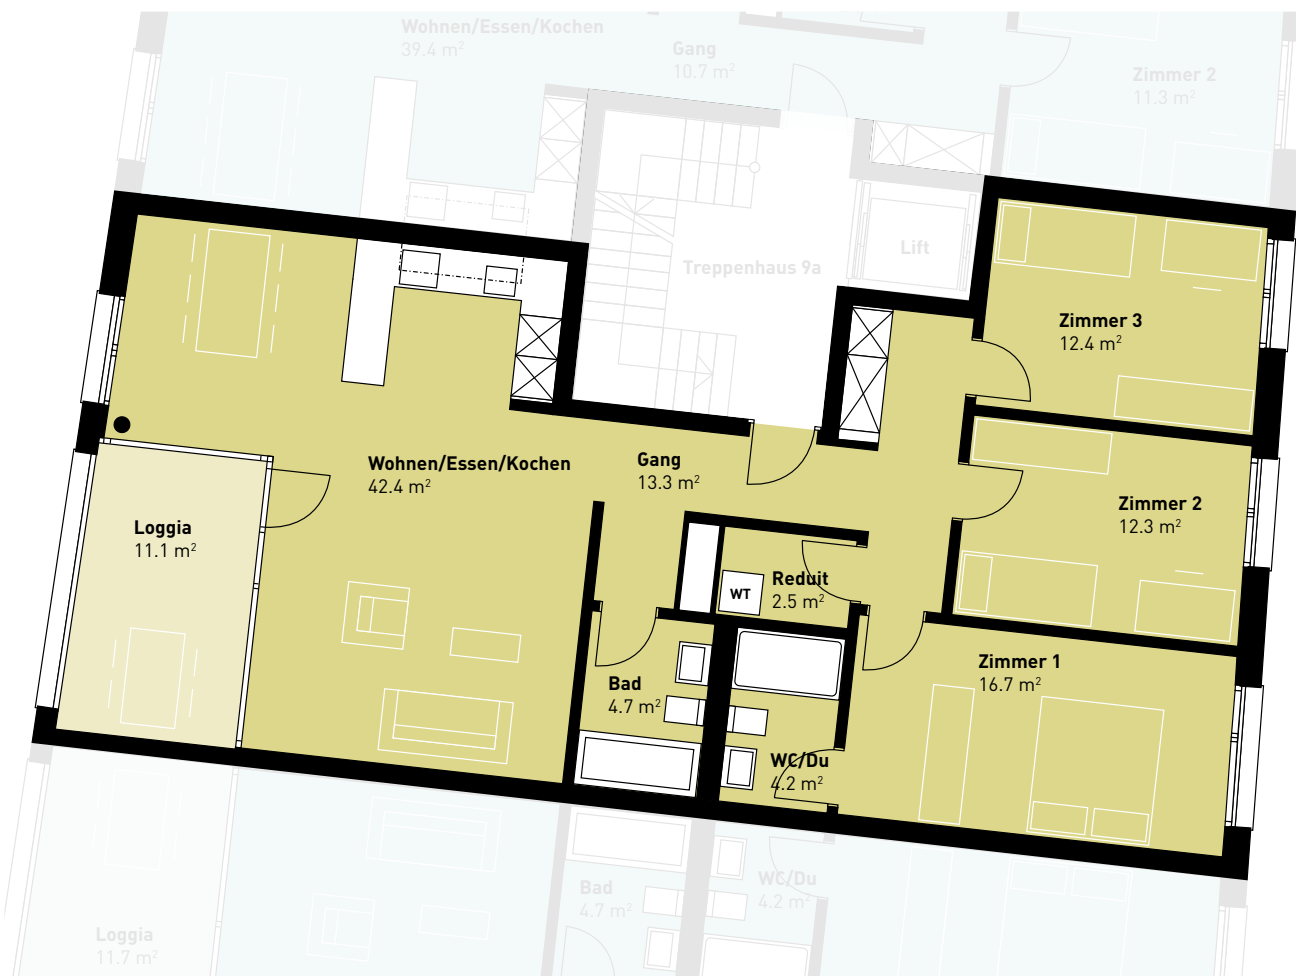 Wohnen/Essen/Kochen
39.4 m²
Gang
10.7 m²
Zimmer 2
11.3 m²
Lift
Treppenhaus 9a
Zimmer 3
12.4 m²
Wohnen/Essen/Kochen
42.4 m²
Gang
13.3 m²
Zimmer 2
12.3 m²
Loggia
11.1 m²
Reduit
2.5 m²
WT
Zimmer 1
16.7 m²
Bad
4.7 m²
WC/Du
4.2 m²
Bad
4.7 m²
WC/Du
4.2 m²
Loggia
11.7 m²